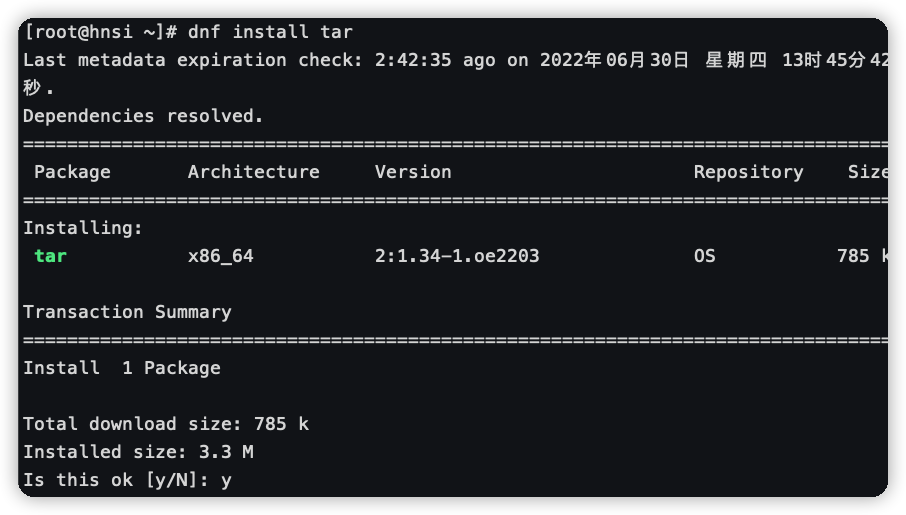 [root@hnsi ~]# dnf install tar
Last metadata expiration check: 2:42:35 ago on 2022年06月30日 星期四 13时45分42
秒.
Dependencies resolved.
================================================================================
Package Architecture Version Repository Size
================================================================================
Installing:
tar x86_64 2:1.34-1.oe2203 OS 785 k
Transaction Summary
================================================================================
Install 1 Package
Total download size: 785 k
Installed size: 3.3 M
Is this ok [y/N]: y